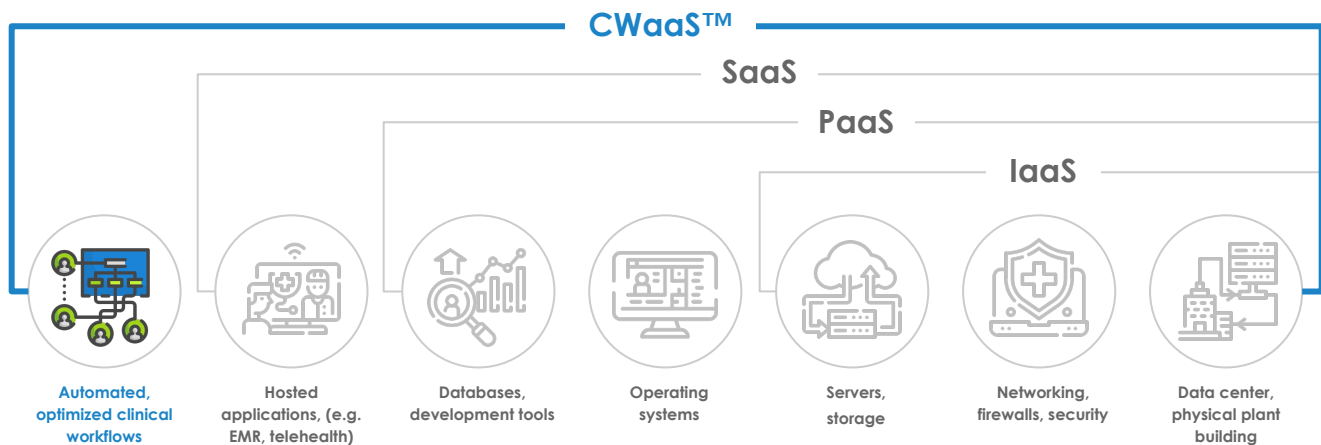 CWaaS™
SaaS
PaaS
IaaS
Automated,
optimized clinical
workflows
Hosted
applications, (e.g.
EMR, telehealth)
Databases,
development tools
Operating
systems
Servers,
storage
Networking,
firewalls, security
Data center,
physical plant
building